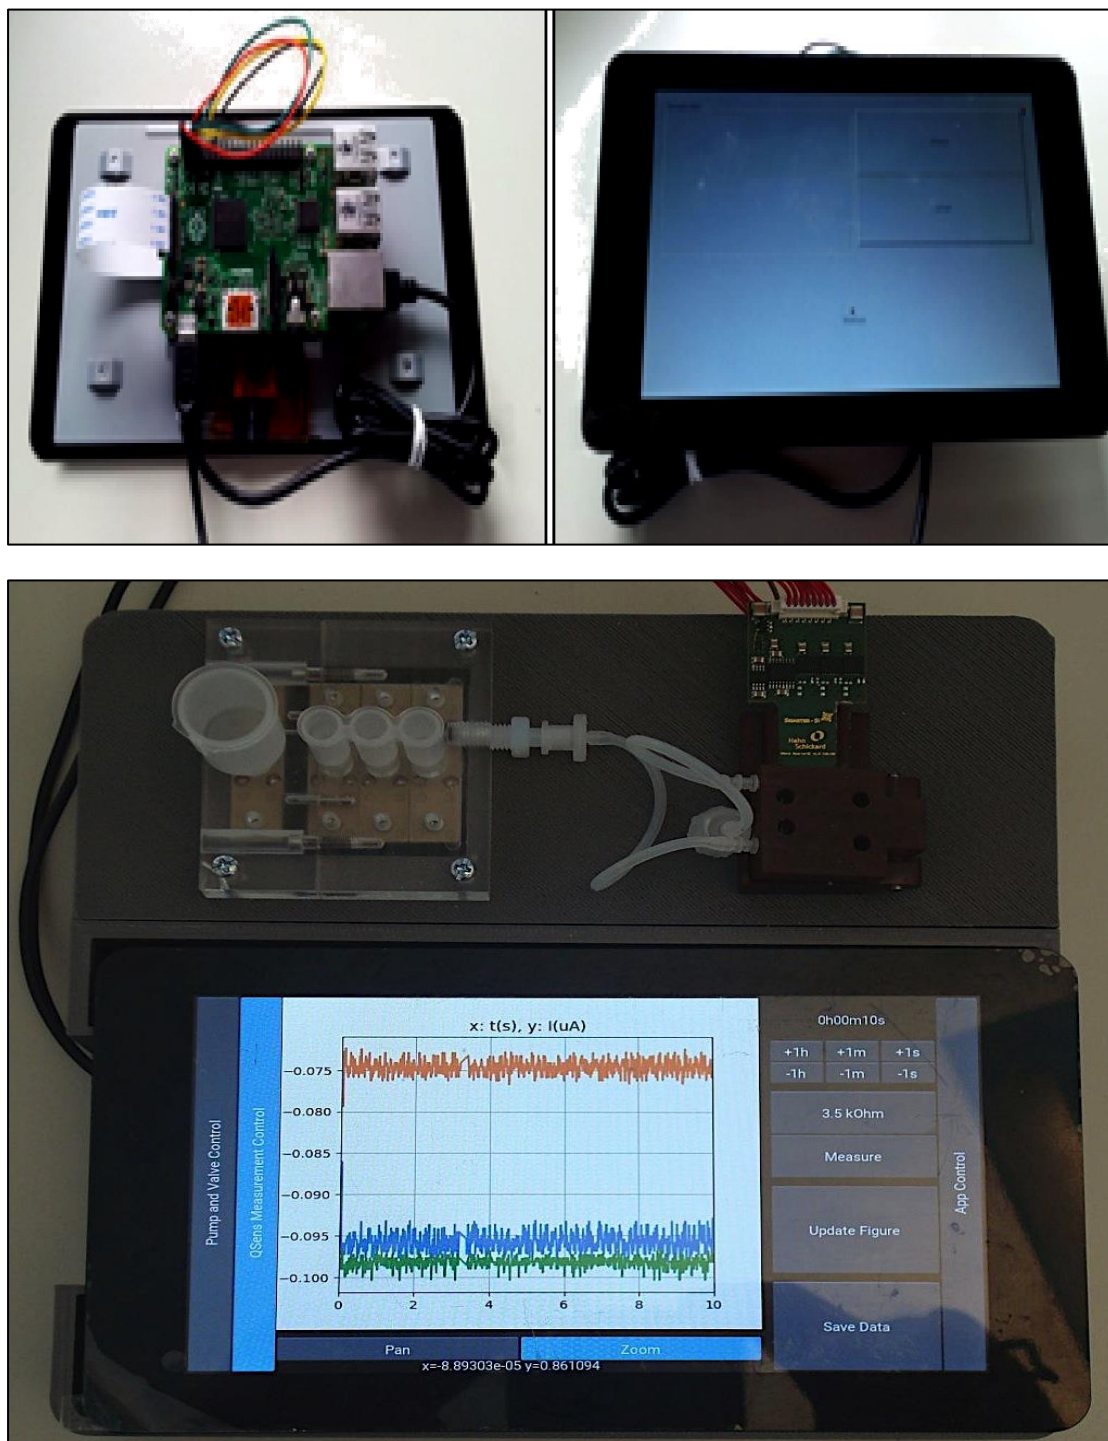 Hahn
Schickard
x: t(s), y: I(uA)
−0.075
−0.080
−0.085
−0.090
−0.095
−0.100
0 2 4 6 8 10
Pump and Valve Control
QSens Measurement Control
Pan Zoom
x=-8.89303e-05 y=0.861094
0h00m10s
+1h +1m +1s
-1h -1m -1s
3.5 kOhm
Measure
Update Figure
Save Data
App Control